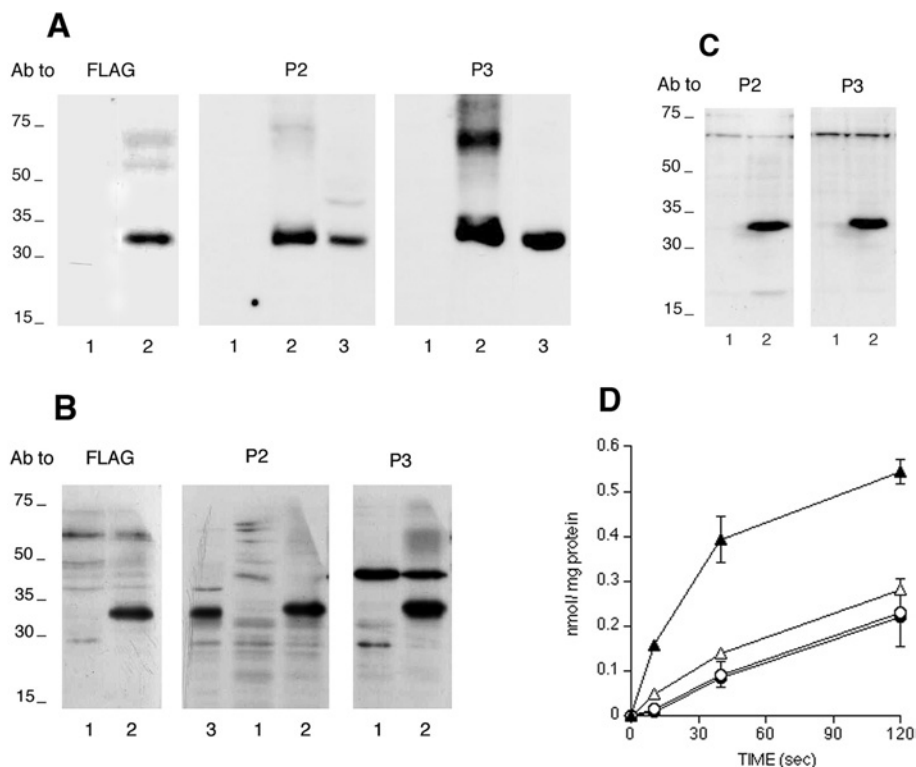 A
Ab to FLAG P2 P3
75
50
35
30
15
1 2 1 2 3 1 2 3
C
Ab to P2 P3
75
50
35
30
15
1 2 1 2
B
Ab to FLAG P2 P3
75
50
35
30
15
1 2 3 1 2 1 2
D
0.6
0.5
0.4
0.3
0.2
0.1
0
nmol/ mg protein
0 30 60 90 120
TIME (sec)